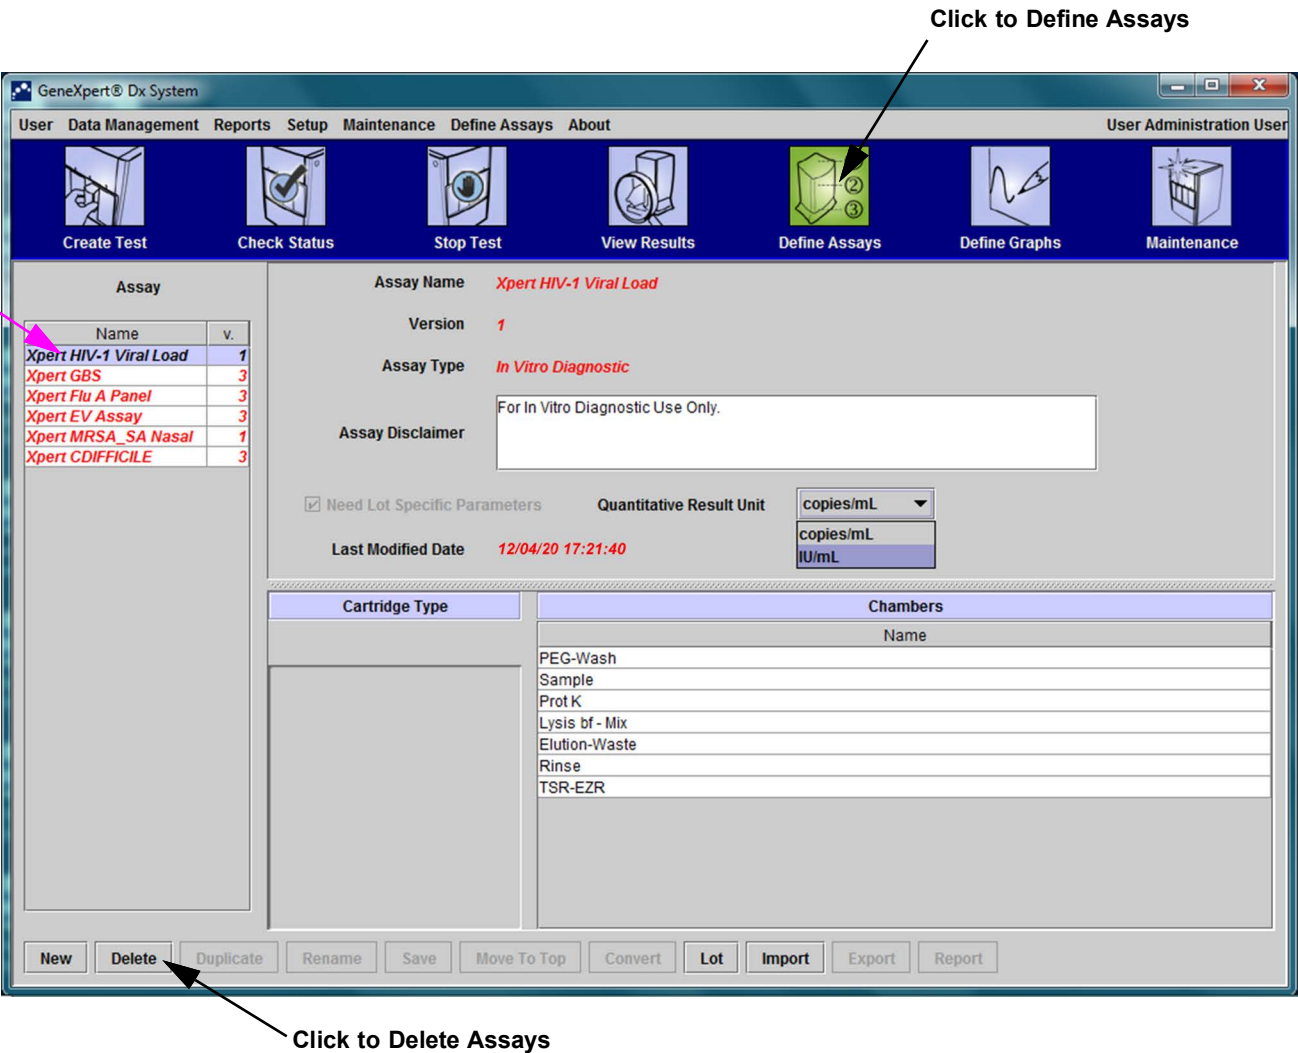 Click to Define Assays
GeneXpert® Dx System
User Data Management Reports Setup Maintenance Define Assays About User Administration User
② 
③
Create Test Check Status Stop Test View Results Define Assays Define Graphs Maintenance
Assay
Name v.
Xpert HIV-1 Viral Load 1
Xpert GBS 3
Xpert Flu A Panel 3
Xpert EV Assay 3
Xpert MRSA_SA Nasal 1
Xpert CDIFFICILE 3
Assay Name Xpert HIV-1 Viral Load
Version 1
Assay Type In Vitro Diagnostic
Assay Disclaimer For In Vitro Diagnostic Use Only.
Need Lot Specific Parameters Quantitative Result Unit copies/mL
copies/mL
IU/mL
Last Modified Date 12/04/20 17:21:40
Cartridge Type Chambers
Name
PEG-Wash
Sample
Prot K
Lysis bf - Mix
Elution-Waste
Rinse
TSR-EZR
New Delete Duplicate Rename Save Move To Top Convert Lot Import Export Report
Click to Delete Assays